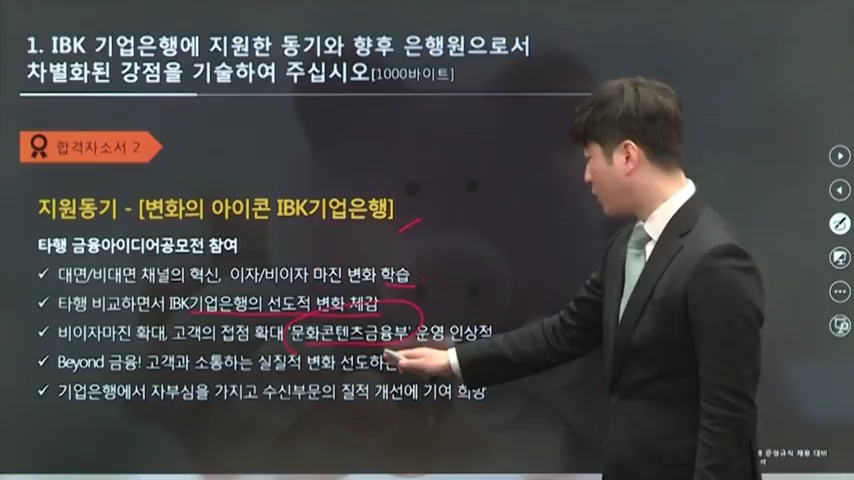 1. IBK 기업은행에 지원한 동기와 향후 은행원으로서
차별화된 강점을 기술하여 주십시오[1000바이트]
합격자소서 2
지원동기 - [변화의 아이콘 IBK기업은행]
타행 금융아이디어공모전 참여
✓ 대면/비대면 채널의 혁신, 이자/비이자 마진 변화 학습
✓ 타행 비교하면서 IBK기업은행의 선도적 변화 체감
✓ 비이자마진 확대, 고객의 접점 확대 '문화콘텐츠금융부' 운영 인상적
✓ Beyond 금융! 고객과 소통하는 실질적 변화 선도하는
✓ 기업은행에서 자부심을 가지고 수신부문의 질적 개선에 기여 희망
준정규직 채용 대비